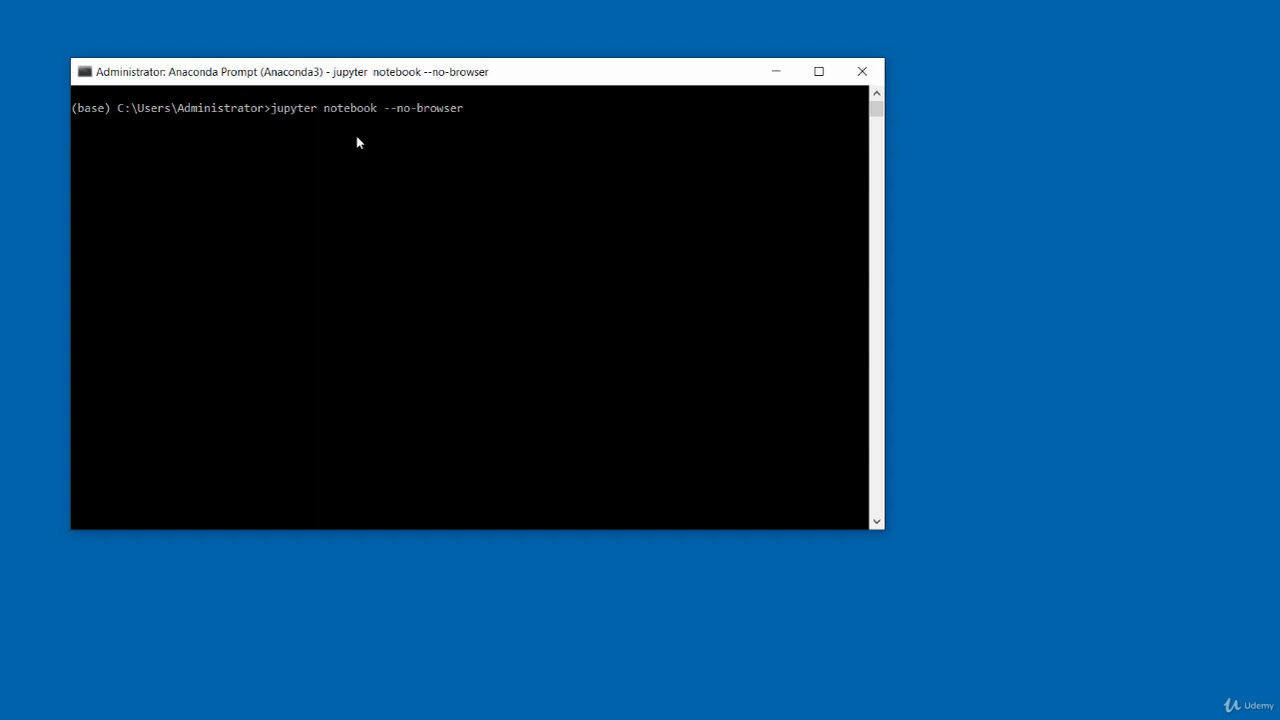 Administrator: Anaconda Prompt (Anaconda3) - jupyter  notebook --no-browser
(base) C:\Users\Administrator>jupyter notebook --no-browser
Udemy